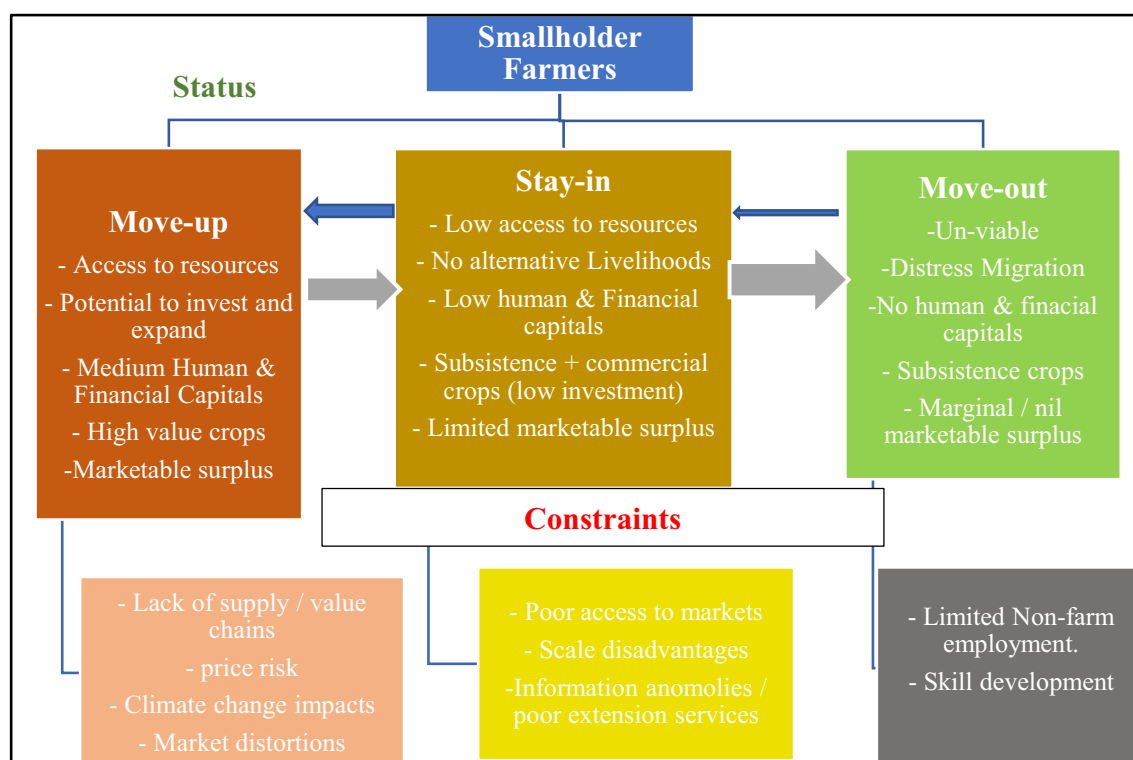 Smallholder
Farmers
Status
Move-up
- Access to resources
- Potential to invest and
expand
- Medium Human &
Financial Capitals
- High value crops
-Marketable surplus
Stay-in
- Low access to resources
- No alternative Livelihoods
- Low human & Financial
capitals
- Subsistence + commercial
crops (low investment)
- Limited marketable surplus
Move-out
-Un-viable
-Distress Migration
-No human & finacial
capitals
- Subsistence crops
- Marginal / nil
marketable surplus
Constraints
- Lack of supply / value
chains
- price risk
- Climate change impacts
- Market distortions
- Poor access to markets
- Scale disadvantages
-Information anomolies /
poor extension services
- Limited Non-farm
employment.
- Skill development